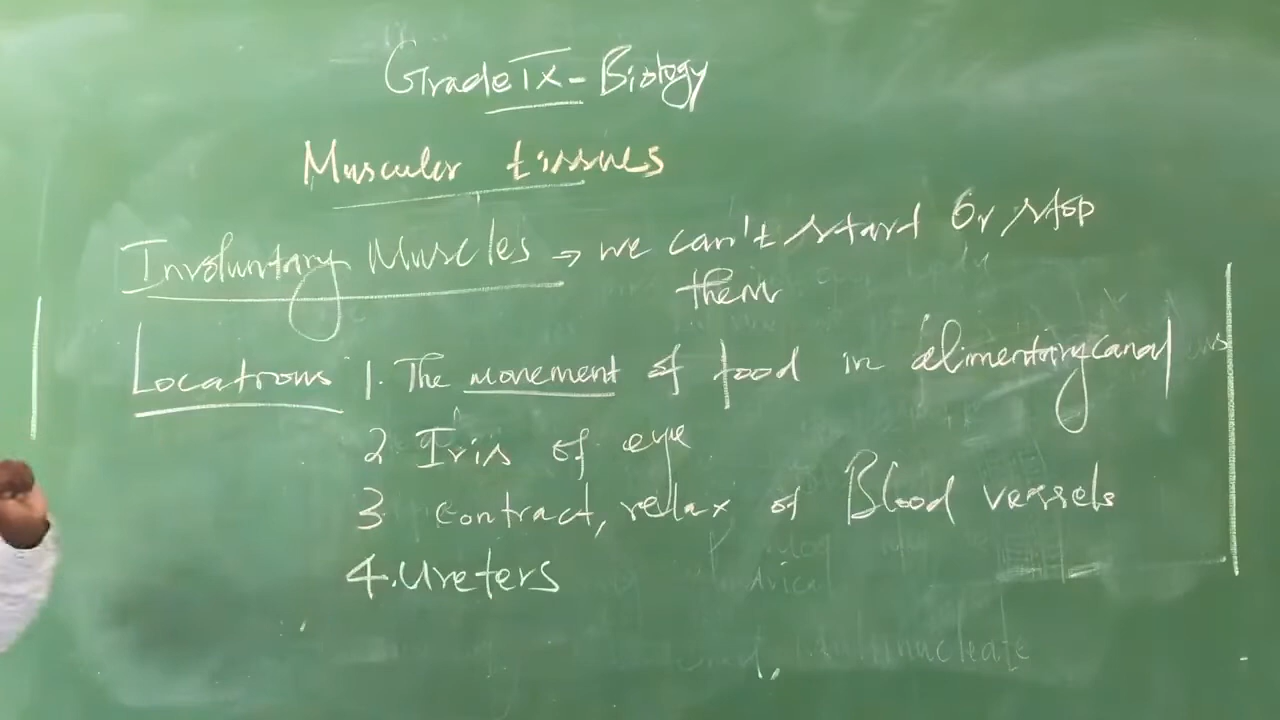 Grade IX - Biology
Muscular tissues
Involuntary Muscles → we can't start or stop
them
Locations 1. The movement of food in alimentary canal
2 Iris of eye
3 contract, relax of Blood vessels
4. Ureters
multinucleate